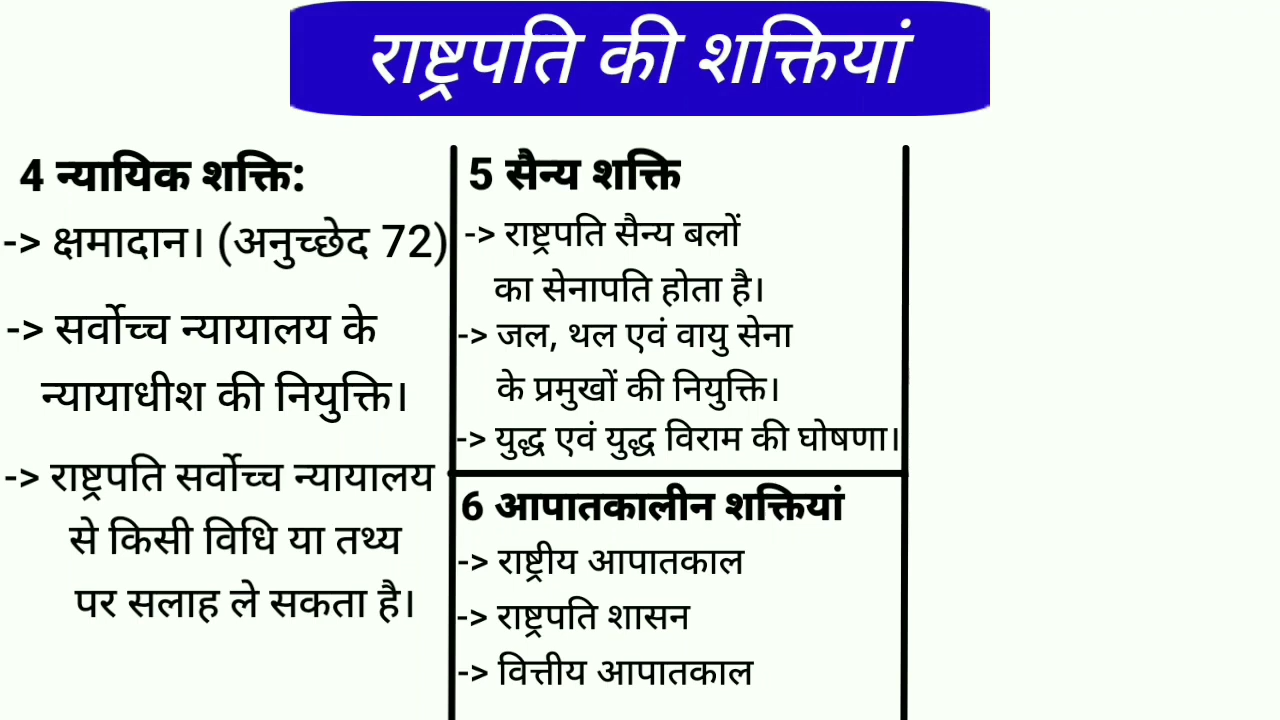 राष्ट्रपति की शक्तियां
4 न्यायिक शक्ति:
-> क्षमादान। (अनुच्छेद 72)
-> सर्वोच्च न्यायालय के
न्यायाधीश की नियुक्ति।
-> राष्ट्रपति सर्वोच्च न्यायालय
से किसी विधि या तथ्य
पर सलाह ले सकता है।
5 सैन्य शक्ति
-> राष्ट्रपति सैन्य बलों
का सेनापति होता है।
-> जल, थल एवं वायु सेना
के प्रमुखों की नियुक्ति।
-> युद्ध एवं युद्ध विराम की घोषणा।
6 आपातकालीन शक्तियां
-> राष्ट्रीय आपातकाल
-> राष्ट्रपति शासन
-> वित्तीय आपातकाल